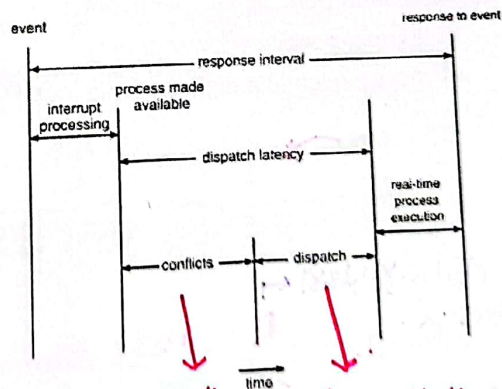 event
response to event
response interval
process made
available
interrupt
processing
dispatch latency
real-time
process
execution
conflicts
dispatch
time